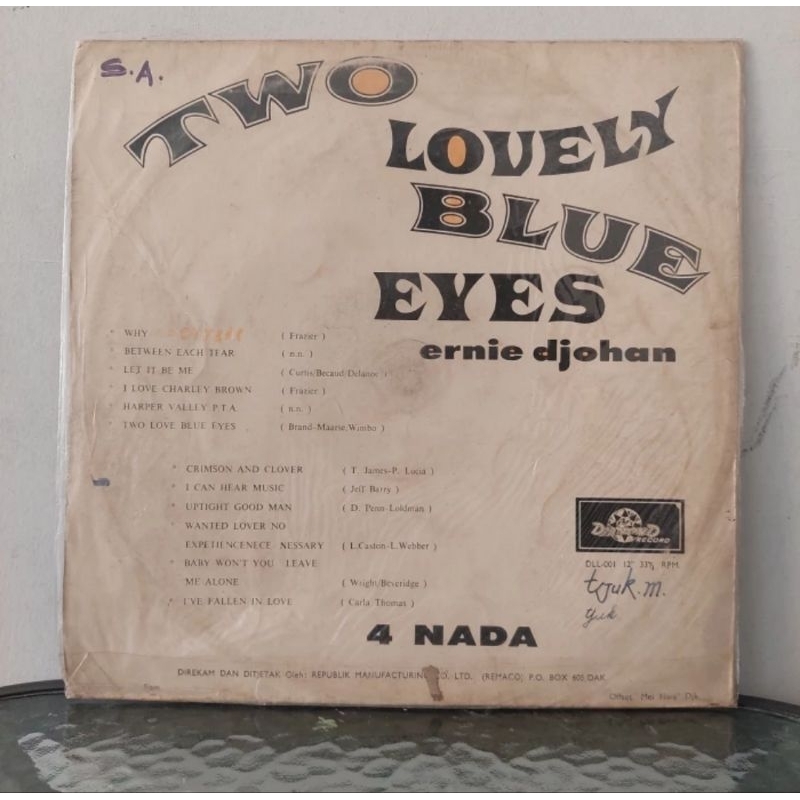 S.A.
TWO
LOVELY
BLUE
EYES
ernie djohan
* WHY ( Frazier )
* BETWEEN EACH TEAR ( n.n. )
* LET IT BE ME ( Curtis/Becaud/Delanoe )
* I LOVE CHARLEY BROWN ( Frazier )
* HARPER VALLEY P.T.A. ( n.n. )
* TWO LOVE BLUE EYES ( Brand-Maarse,Wimbo )
* CRIMSON AND CLOVER ( T. James-P. Lucia )
* I CAN HEAR MUSIC ( Jeff Barry )
* UPTIGHT GOOD MAN ( D. Penn-Loldman )
* WANTED LOVER NO
EXPETIENCENECE NESSARY ( L.Caston-L.Webber )
* BABY WON'T YOU LEAVE
ME ALONE ( Wright/Beveridge )
* I'VE FALLEN IN LOVE ( Carla Thomas )
DIAMOND
RECORD
DLL-001 12" 33⅓ R.P.M.
tjuk.m.
yuk
4 NADA
DIREKAM DAN DITJETAK Oleh: REPUBLIK MANUFACTURING CO. LTD. (REMACO) P.O. BOX 605/DAK.
Offset